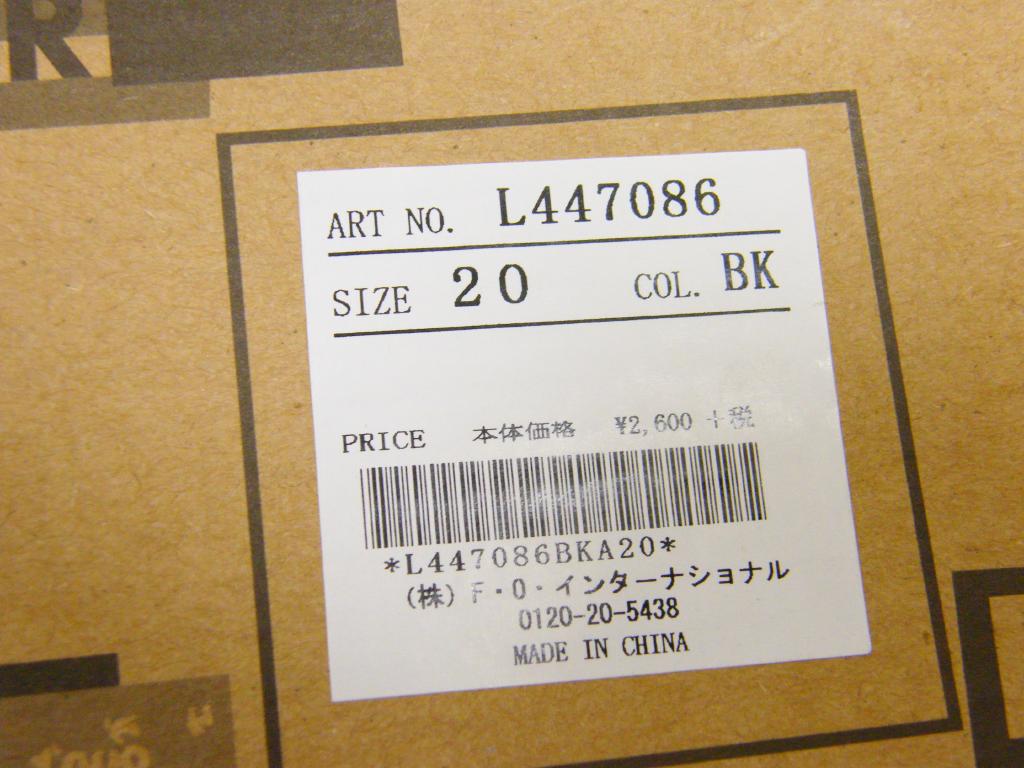 R
ART NO. L447086
SIZE 20 COL. BK
PRICE 本体価格 ¥2,600 +税
*L447086BKA20*
(株) F・O・インターナショナル
0120-20-5438
MADE IN CHINA